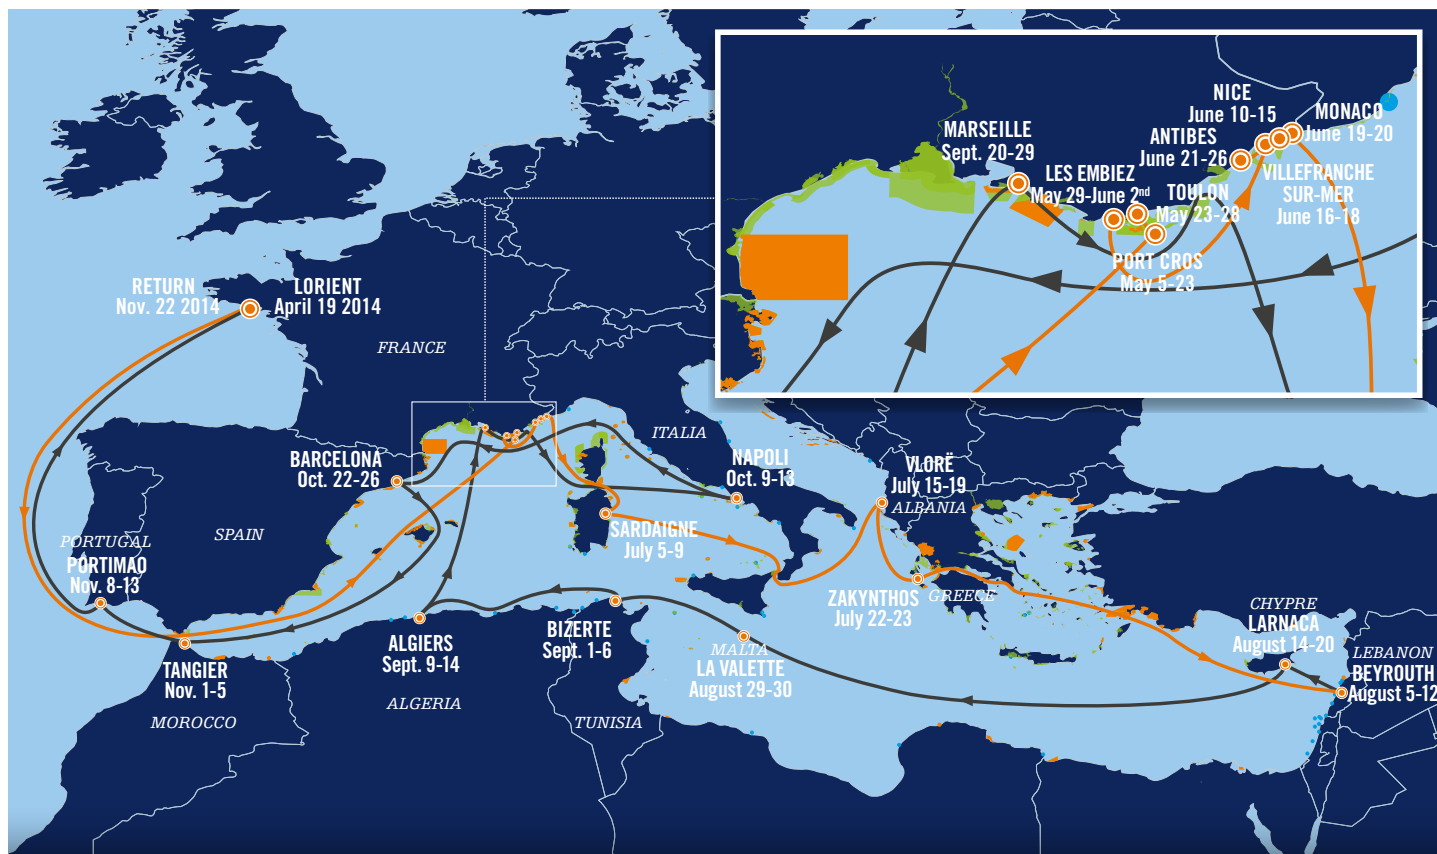 NICE
June 10-15
MONACO
June 19-20
MARSEILLE
Sept. 20-29
ANTIBES
June 21-26
LES EMBIEZ
May 29-June 2nd
VILLEFRANCHE
SUR-MER
June 16-18
TOULON
May 23-28
PORT CROS
May 5-23
RETURN
Nov. 22 2014
LORIENT
April 19 2014
FRANCE
ITALIA
BARCELONA
Oct. 22-26
NAPOLI
Oct. 9-13
VLORË
July 15-19
ALBANIA
SPAIN
PORTUGAL
PORTIMAO
Nov. 8-13
SARDAIGNE
July 5-9
ZAKYNTHOS
July 22-23
GREECE
CHYPRE
LARNACA
August 14-20
LEBANON
BEYROUTH
August 5-12
ALGIERS
Sept. 9-14
BIZERTE
Sept. 1-6
MALTA
LA VALETTE
August 29-30
TANGIER
Nov. 1-5
MOROCCO
ALGERIA
TUNISIA